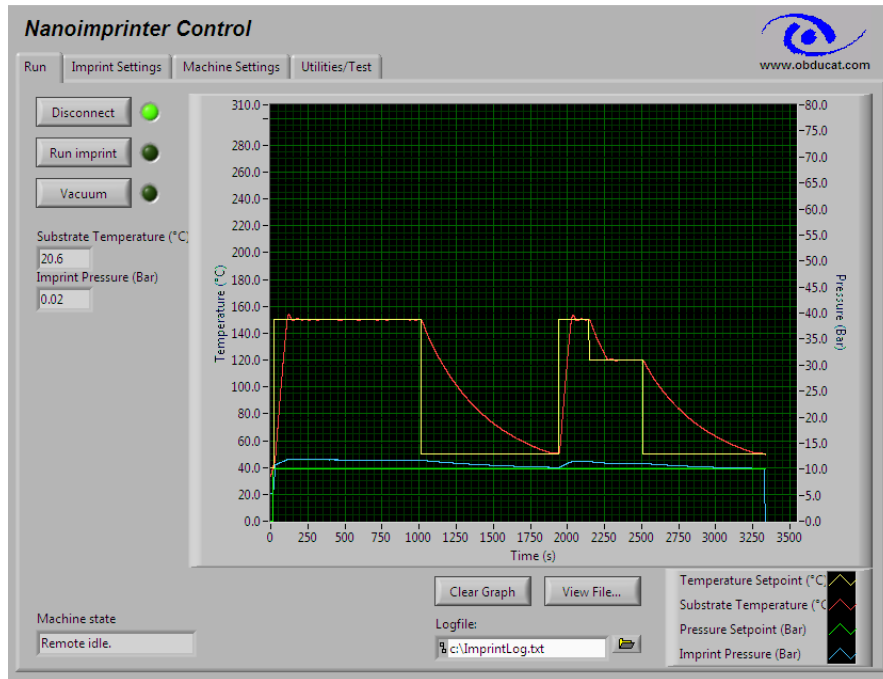 Nanoimprinter Control
www.obducat.com
Run Imprint Settings Machine Settings Utilities/Test
Disconnect
Run imprint
Vacuum
Substrate Temperature (°C)
20.6
Imprint Pressure (Bar)
0.02
Temperature (°C)
310.0
280.0
260.0
240.0
220.0
200.0
180.0
160.0
140.0
120.0
100.0
80.0
60.0
40.0
20.0
0.0
80.0
75.0
70.0
65.0
60.0
55.0
50.0
45.0
40.0
35.0
30.0
25.0
20.0
15.0
10.0
5.0
0.0
Pressure (Bar)
0 250 500 750 1000 1250 1500 1750 2000 2250 2500 2750 3000 3250 3500
Time (s)
Clear Graph View File...
Logfile:
c:\ImprintLog.txt
Temperature Setpoint (°C)
Substrate Temperature (°C
Pressure Setpoint (Bar)
Imprint Pressure (Bar)
Machine state
Remote idle.